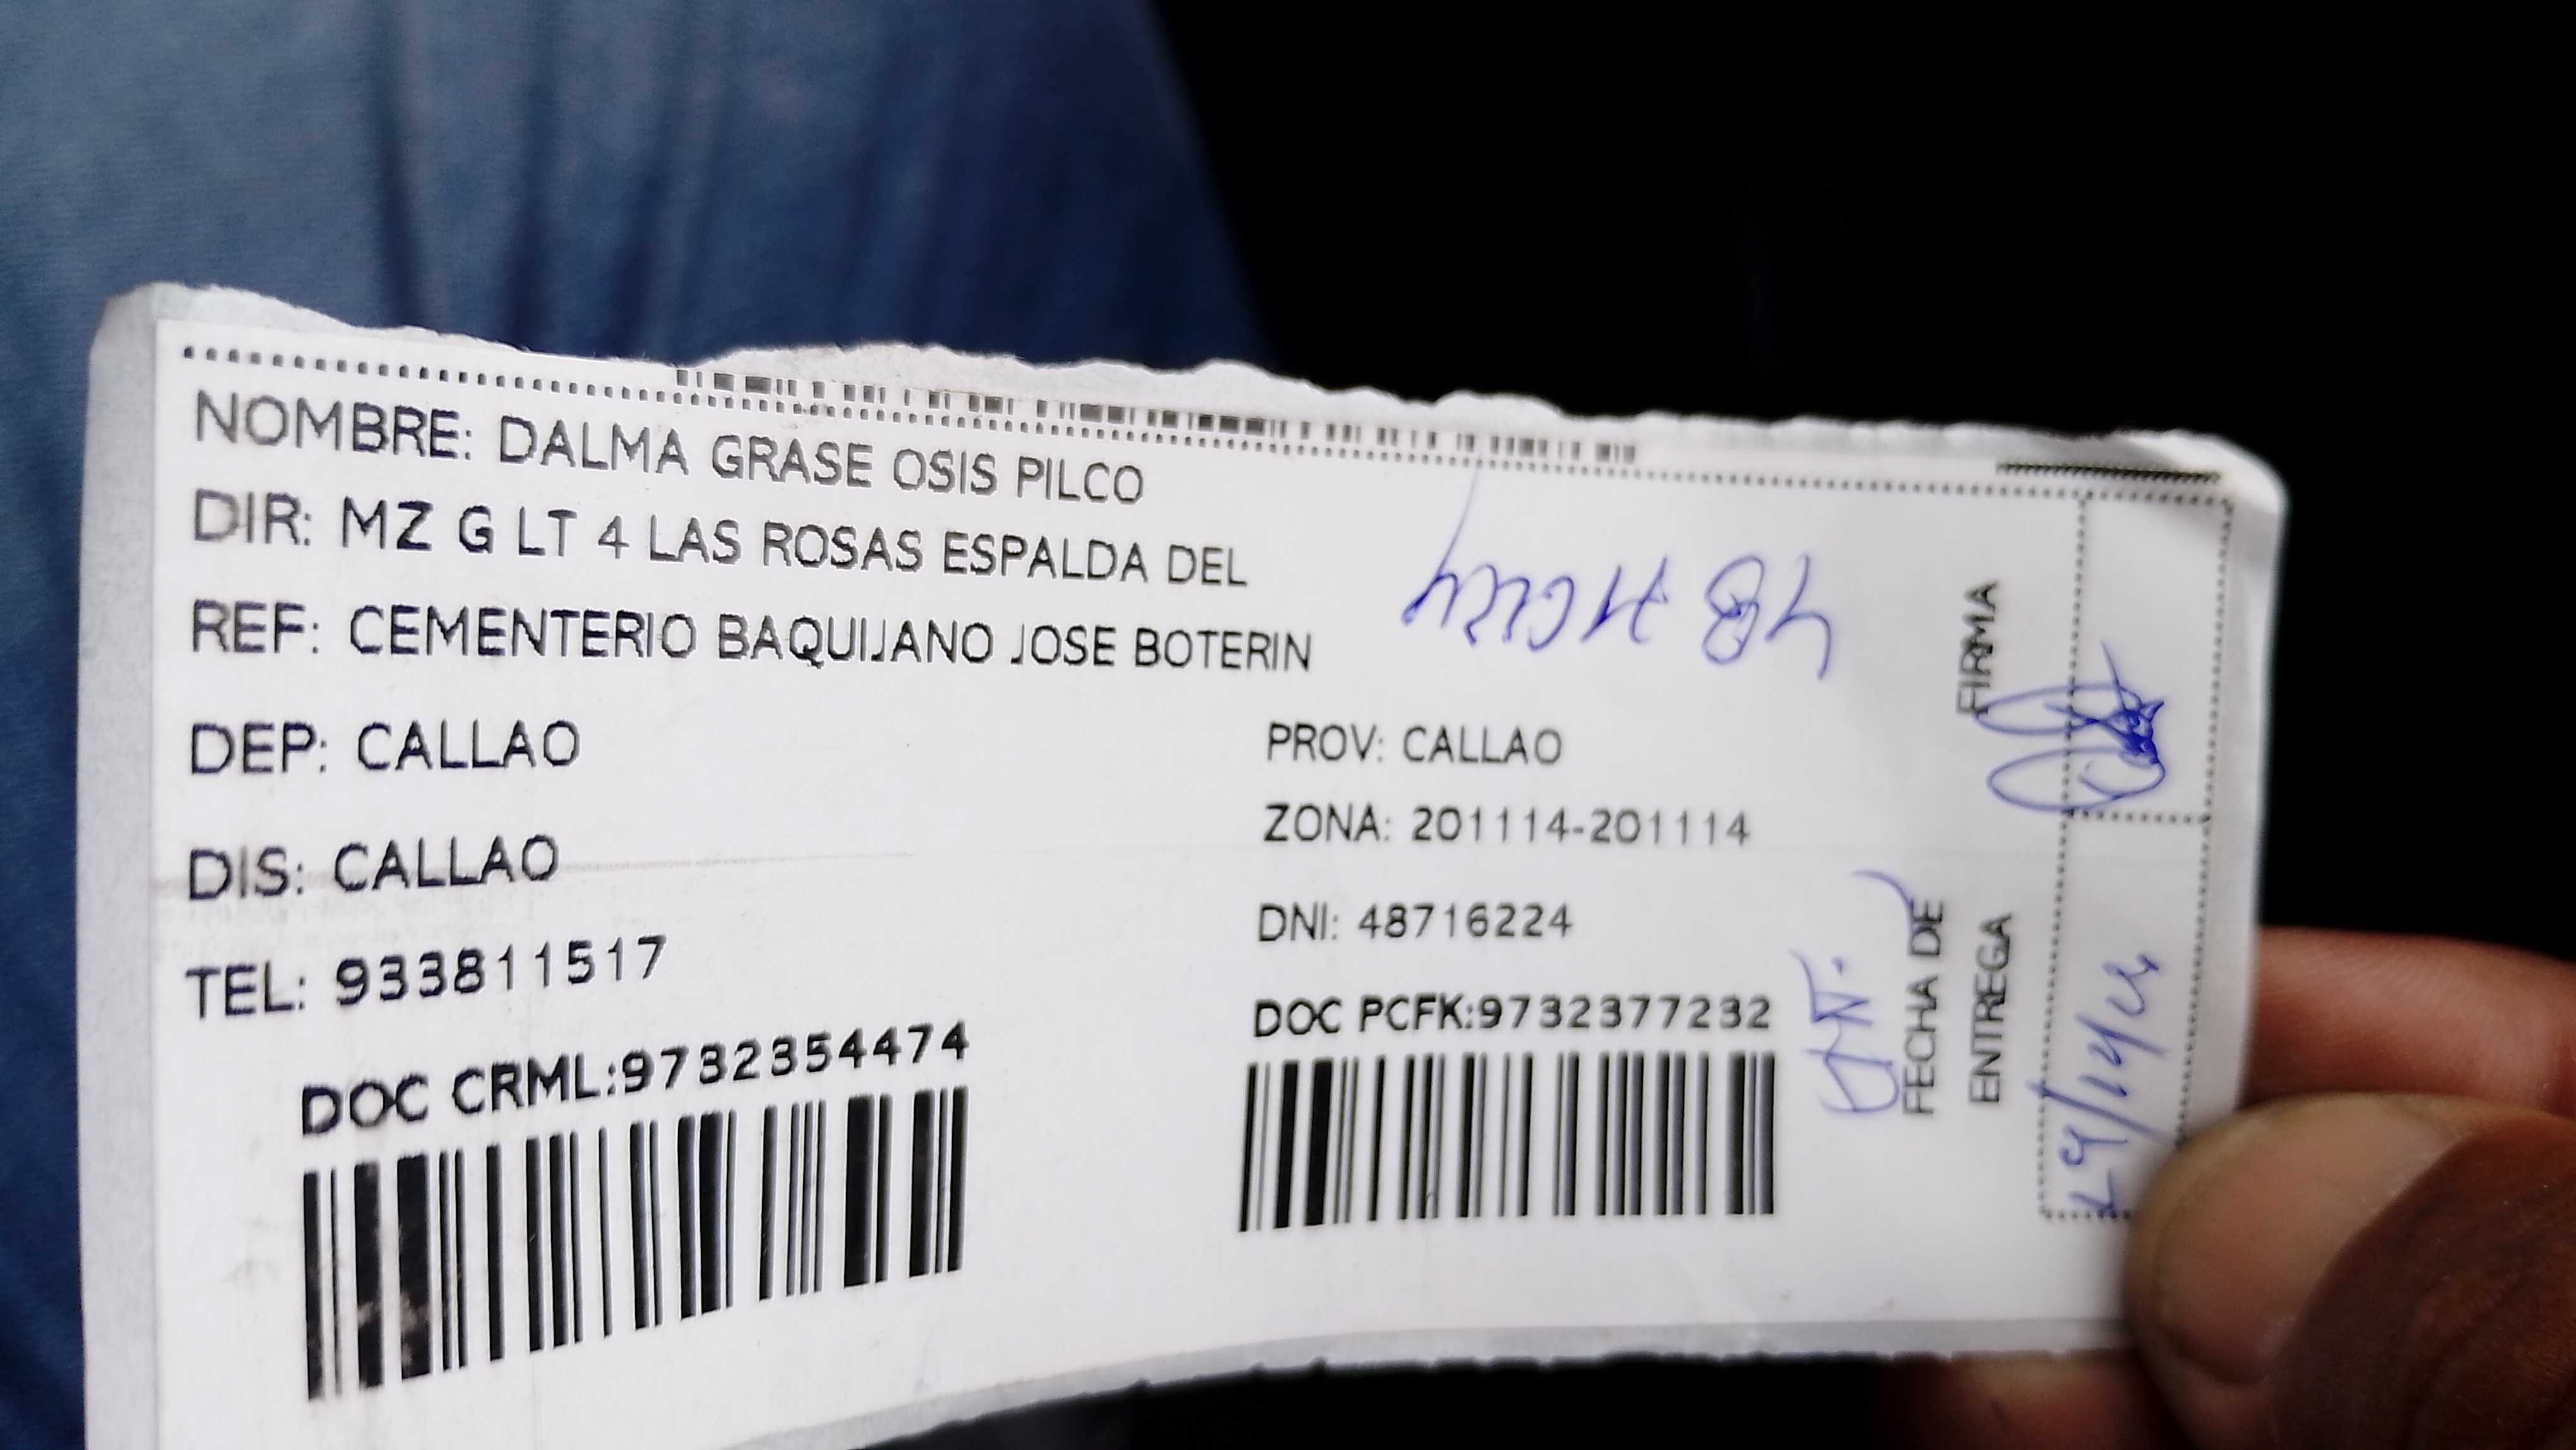 NOMBRE: DALMA GRASE OSIS PILCO
DIR: MZ G LT 4 LAS ROSAS ESPALDA DEL
REF: CEMENTERIO BAQUIJANO JOSE BOTERIN
DEP: CALLAO
PROV: CALLAO
DIS: CALLAO
ZONA: 201114-201114
TEL: 933811517
DNI: 48716224
DOC CRML:9732354474
DOC PCFK:9732377232
FIRMA
FECHA DE
ENTREGA